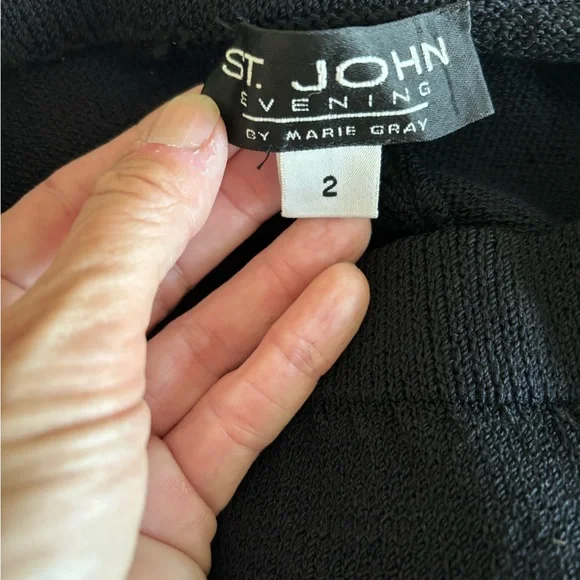 ST. JOHN
EVENING
BY MARIE GRAY
2